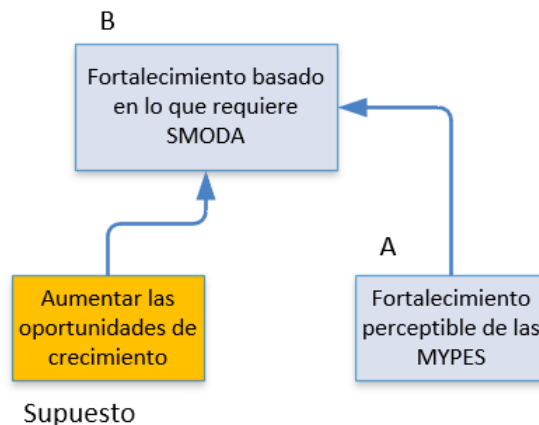 B
Fortalecimiento basado
en lo que requiere
SMODA
A
Aumentar las
oportunidades de
crecimiento
Fortalecimiento
perceptible de las
MYPES
Supuesto